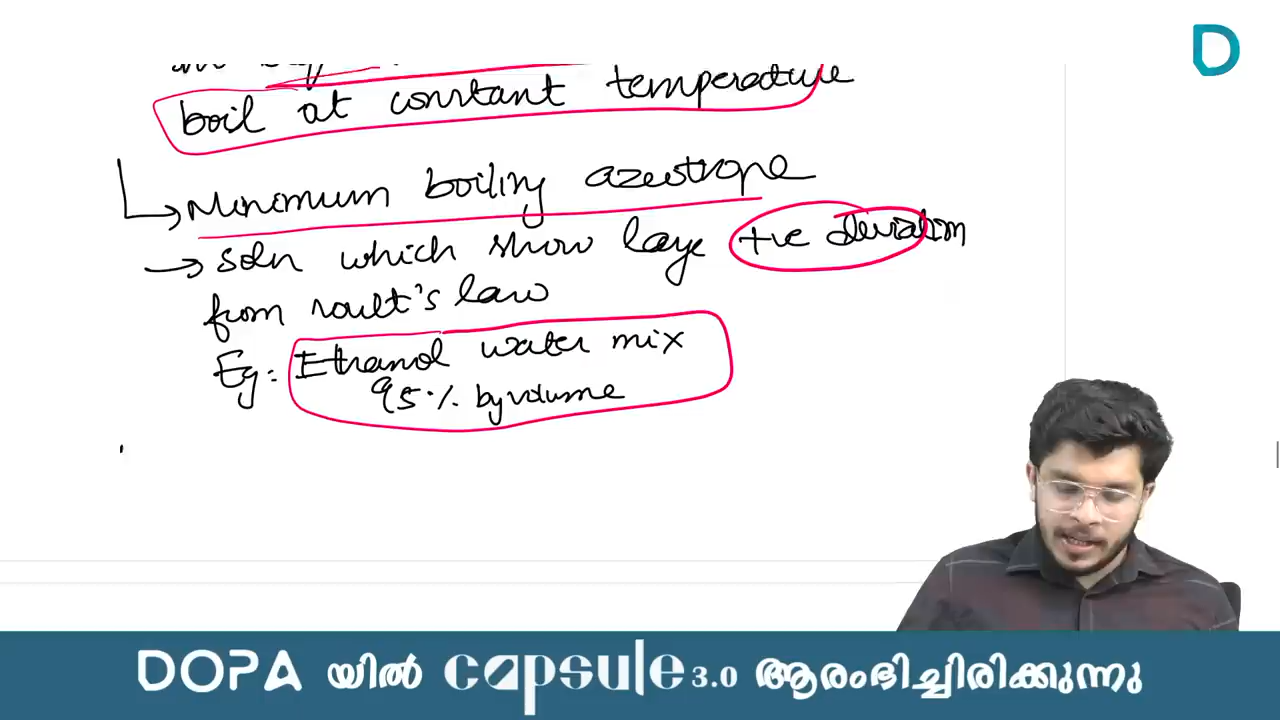 D
boil at constant temperature
Minimum boiling azeotrope
→ soln which show large +ve deviation
from roult's law
Eg: Ethanol water mix
95% by volume
DOPA യിൽ capsule 3.0 ആരംഭിച്ചിരിക്കുന്നു